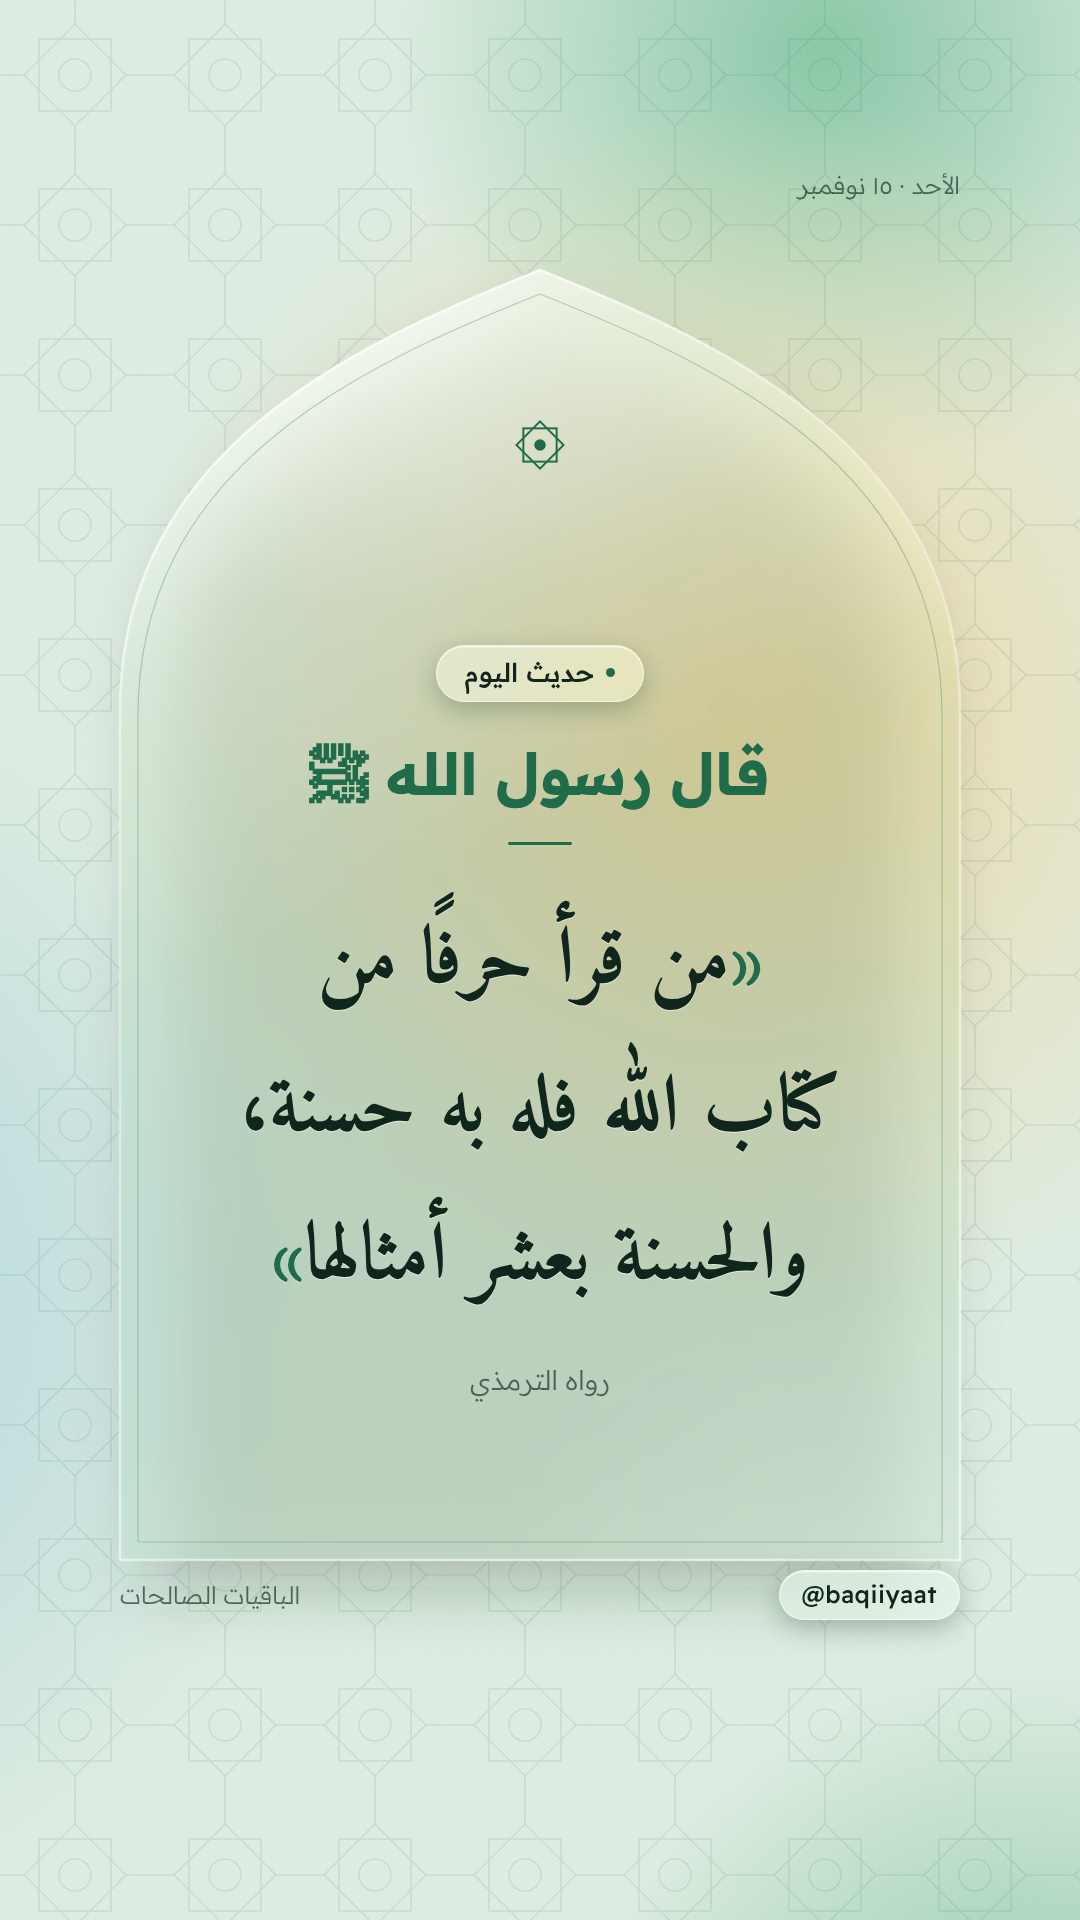 الأحد · ١٥ نوفمبر
حديث اليوم
قال رسول الله ﷺ
«من قرأ حرفًا من
كتاب الله فله به حسنة،
والحسنة بعشر أمثالها»
رواه الترمذي
@baqiiyaat
الباقيات الصالحات